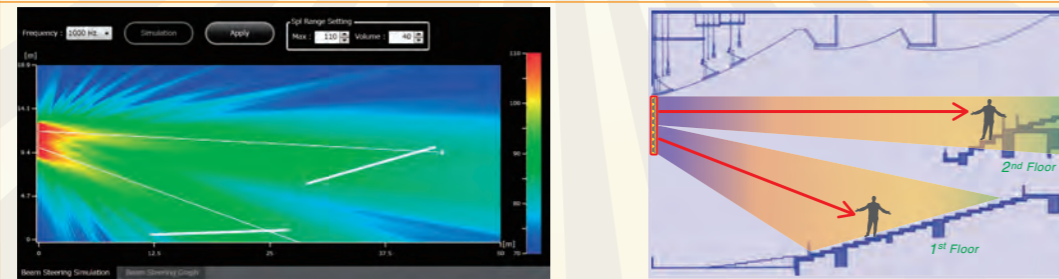 Spl Range Setting
Frequency : 1000 Hz Simulation Apply Max : 110 Volume : 40
[m]
18.9
14.1
9.4
4.7
0
0 12.5 25 37.5 50 [m]
110
100
90
80
70
Beam Steering Simulation Beam Steering Graph
2nd Floor
1st Floor